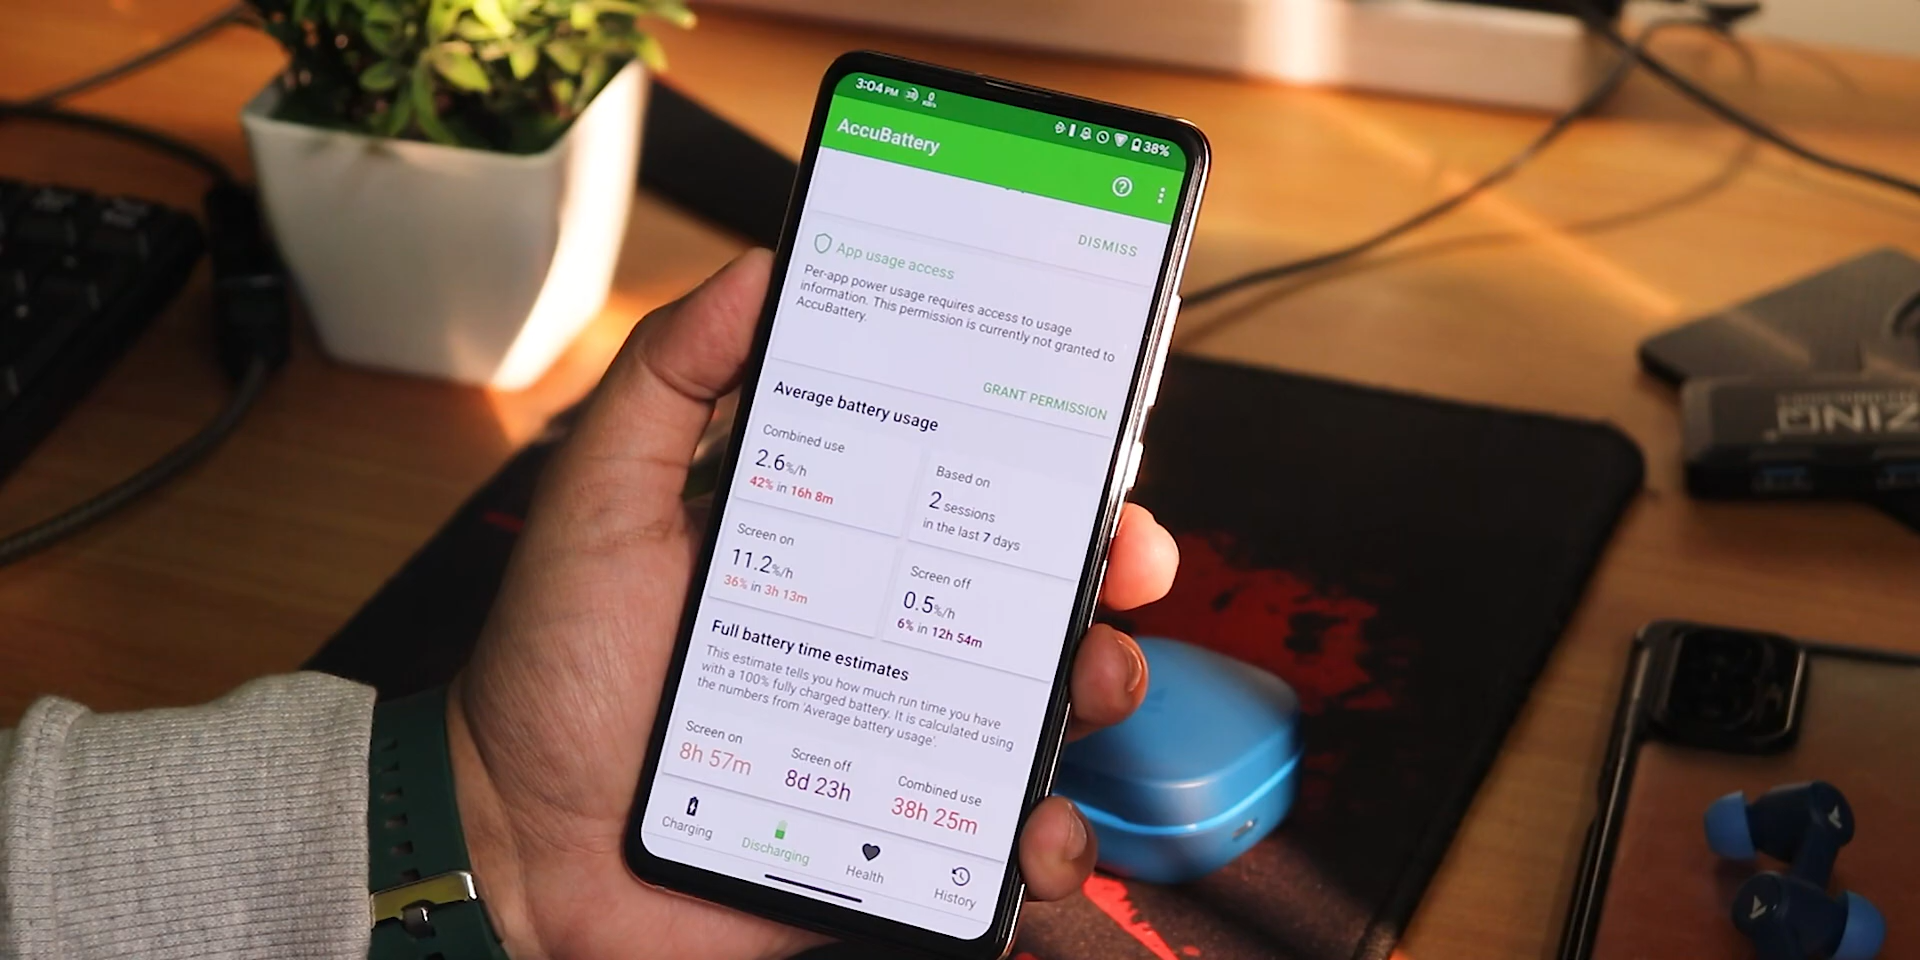 3:04 PM 38 0 KB/s 38%
AccuBattery
DISMISS
App usage access
Per-app power usage requires access to usage
information. This permission is currently not granted to
AccuBattery.
GRANT PERMISSION
Average battery usage
Combined use
2.6%/h
42% in 16h 8m
Based on
2 sessions
in the last 7 days
Screen on
11.2%/h
36% in 3h 13m
Screen off
0.5%/h
6% in 12h 54m
Full battery time estimates
This estimate tells you how much run time you have
with a 100% fully charged battery. It is calculated using
the numbers from 'Average battery usage'.
Screen on
8h 57m
Screen off
8d 23h
Combined use
38h 25m
Charging
Discharging
Health
History